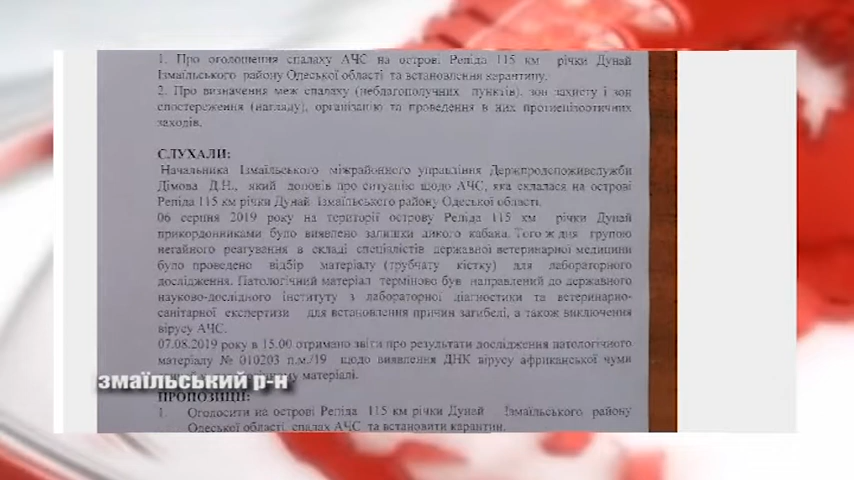 1. Про оголошення спалаху АЧС на острові Репіда 115 км річки Дунай
Ізмаїльського району Одеської області та встановлення карантину.
2. Про визначення меж спалаху (неблагополучних пунктів), зон захисту і зон
спостереження (нагляду), організацію та проведення в них протиепізоотичних
заходів.
СЛУХАЛИ:
Начальника Ізмаїльського міжрайонного управління Держпродспоживслужби
Дімова Д.Н., який доповів про ситуацію щодо АЧС, яка склалася на острові
Репіда 115 км річки Дунай Ізмаїльського району Одеської області.
06 серпня 2019 року на території острову Репіда 115 км річки Дунай
прикордонниками було виявлено залишки дикого кабана. Того ж дня групою
негайного реагування в складі спеціалістів державної ветеринарної медицини
було проведено відбір матеріалу (трубчату кістку) для лабораторного
дослідження. Патологічний матеріал терміново був направлений до державного
науково-дослідного інституту з лабораторної діагностики та ветеринарно-
санітарної експертизи для встановлення причин загибелі, а також виключення
вірусу АЧС.
07.08.2019 року в 15.00 отримано звіти про результати дослідження патологічного
матеріалу № 010203 п.м./19 щодо виявлення ДНК вірусу африканської чуми
матеріалі.
змаїльський р-н
ПРОПОЗИЦІЇ:
1. Оголосити на острові Репіда 115 км річки Дунай Ізмаїльського району
Одеської області спалах АЧС та встановити карантин.